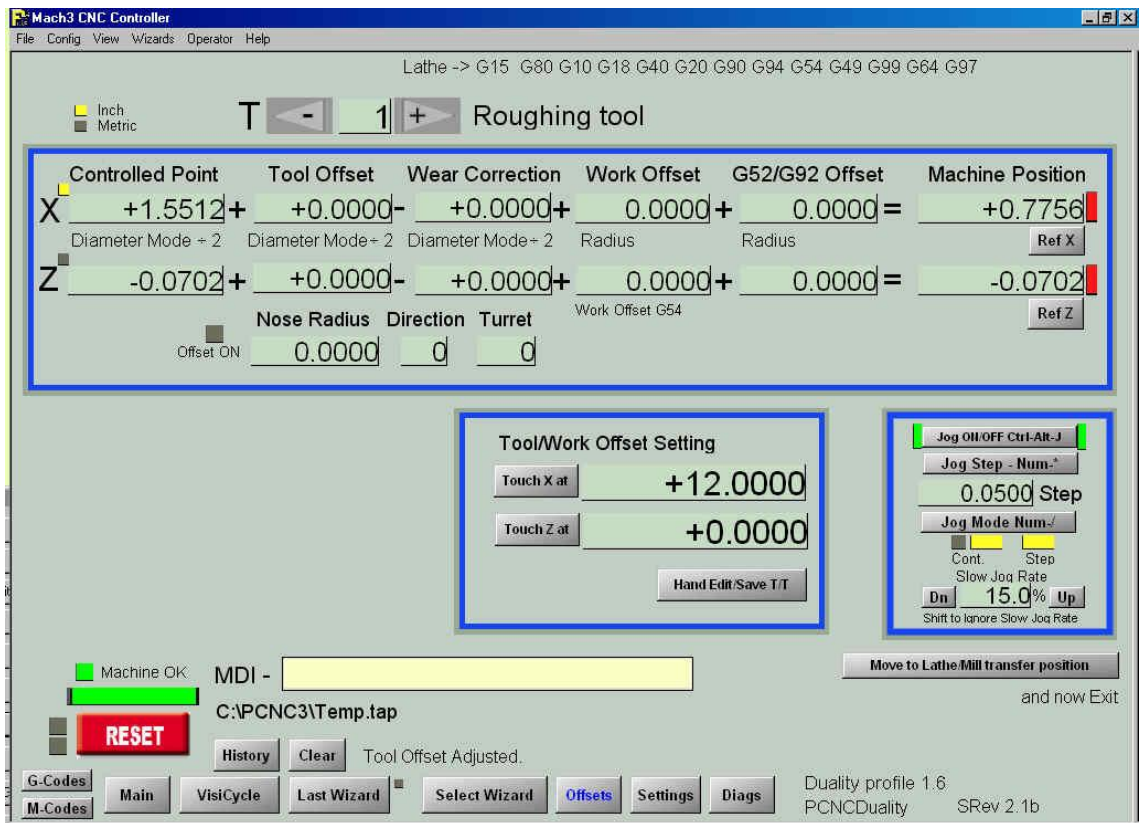 Mach3 CNC Controller
File Config View Wizards Operator Help
Lathe -> G15 G80 G10 G18 G40 G20 G90 G94 G54 G49 G99 G64 G97
Inch
Metric
T - 1 + Roughing tool
Controlled Point Tool Offset Wear Correction Work Offset G52/G92 Offset Machine Position
X +1.5512 + +0.0000 - +0.0000 + 0.0000 + 0.0000 = +0.7756
Diameter Mode ÷ 2 Diameter Mode ÷ 2 Diameter Mode ÷ 2 Radius Radius Ref X
Z -0.0702 + +0.0000 - +0.0000 + 0.0000 + 0.0000 = -0.0702
Work Offset G54 Ref Z
Nose Radius Direction Turret
Offset ON 0.0000 0 0
Tool/Work Offset Setting
Touch X at +12.0000
Touch Z at +0.0000
Hand Edit/Save T/T
Jog ON/OFF Ctrl-Alt-J
Jog Step - Num-*
0.0500 Step
Jog Mode Num-/
Cont. Step
Slow Jog Rate
Dn 15.0% Up
Shift to Ignore Slow Jog Rate
Move to Lathe/Mill transfer position
and now Exit
Machine OK MDI -
C:\PCNC3\Temp.tap
RESET
History Clear Tool Offset Adjusted.
G-Codes
M-Codes
Main VisiCycle Last Wizard Select Wizard Offsets Settings Diags
Duality profile 1.6
PCNCDuality SRev 2.1b